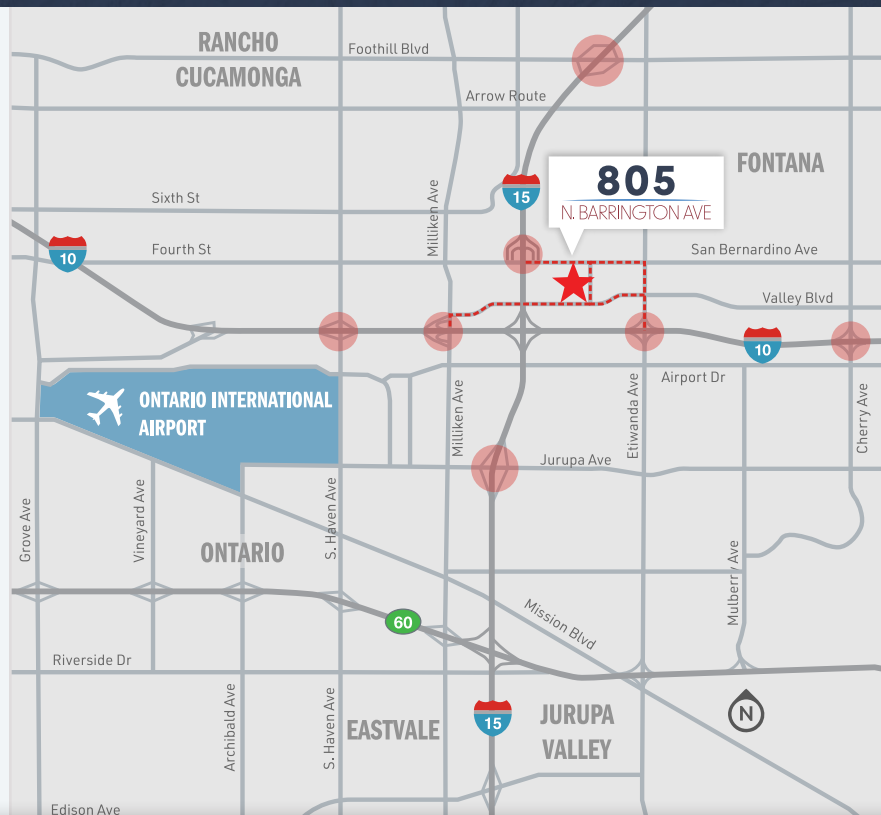 RANCHO
CUCAMONGA
Foothill Blvd
Arrow Route
FONTANA
805
N. BARRINGTON AVE
15
Sixth St
Milliken Ave
Fourth St
San Bernardino Ave
10
Valley Blvd
10
Airport Dr
ONTARIO INTERNATIONAL
AIRPORT
Milliken Ave
Etiwanda Ave
Cherry Ave
Jurupa Ave
Grove Ave
Vineyard Ave
S. Haven Ave
ONTARIO
Mulberry Ave
60
Mission Blvd
Riverside Dr
Archibald Ave
S. Haven Ave
EASTVALE
15
JURUPA
VALLEY
N
Edison Ave